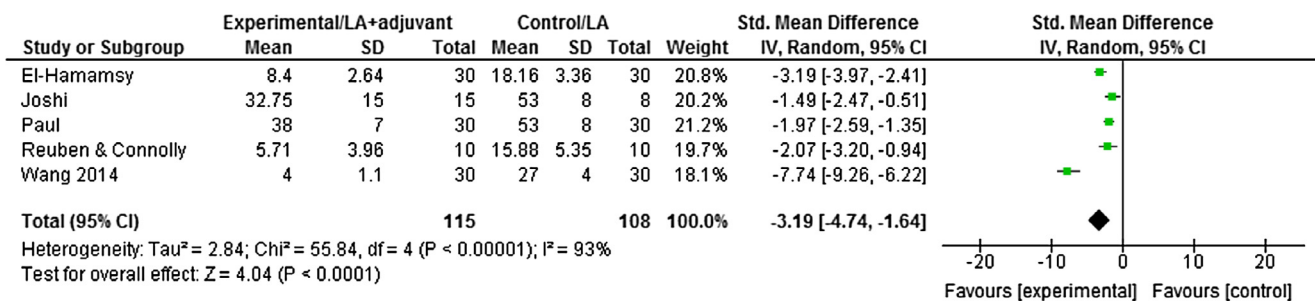 Experimental/LA+adjuvant Control/LA Std. Mean Difference Std. Mean Difference
Study or Subgroup Mean SD Total Mean SD Total Weight IV, Random, 95% CI IV, Random, 95% CI
El-Hamamsy 8.4 2.64 30 18.16 3.36 30 20.8% -3.19 [-3.97, -2.41]
Joshi 32.75 15 15 53 8 8 20.2% -1.49 [-2.47, -0.51]
Paul 38 7 30 53 8 30 21.2% -1.97 [-2.59, -1.35]
Reuben & Connolly 5.71 3.96 10 15.88 5.35 10 19.7% -2.07 [-3.20, -0.94]
Wang 2014 4 1.1 30 27 4 30 18.1% -7.74 [-9.26, -6.22]
Total (95% CI) 115 108 100.0% -3.19 [-4.74, -1.64]
Heterogeneity: Tau² = 2.84; Chi² = 55.84, df = 4 (P < 0.00001); I² = 93%
Test for overall effect: Z = 4.04 (P < 0.0001)
-20 -10 0 10 20
Favours [experimental] Favours [control]